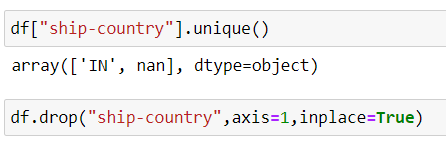 df["ship-country"].unique()
array(['IN', nan], dtype=object)
df.drop("ship-country",axis=1,inplace=True)